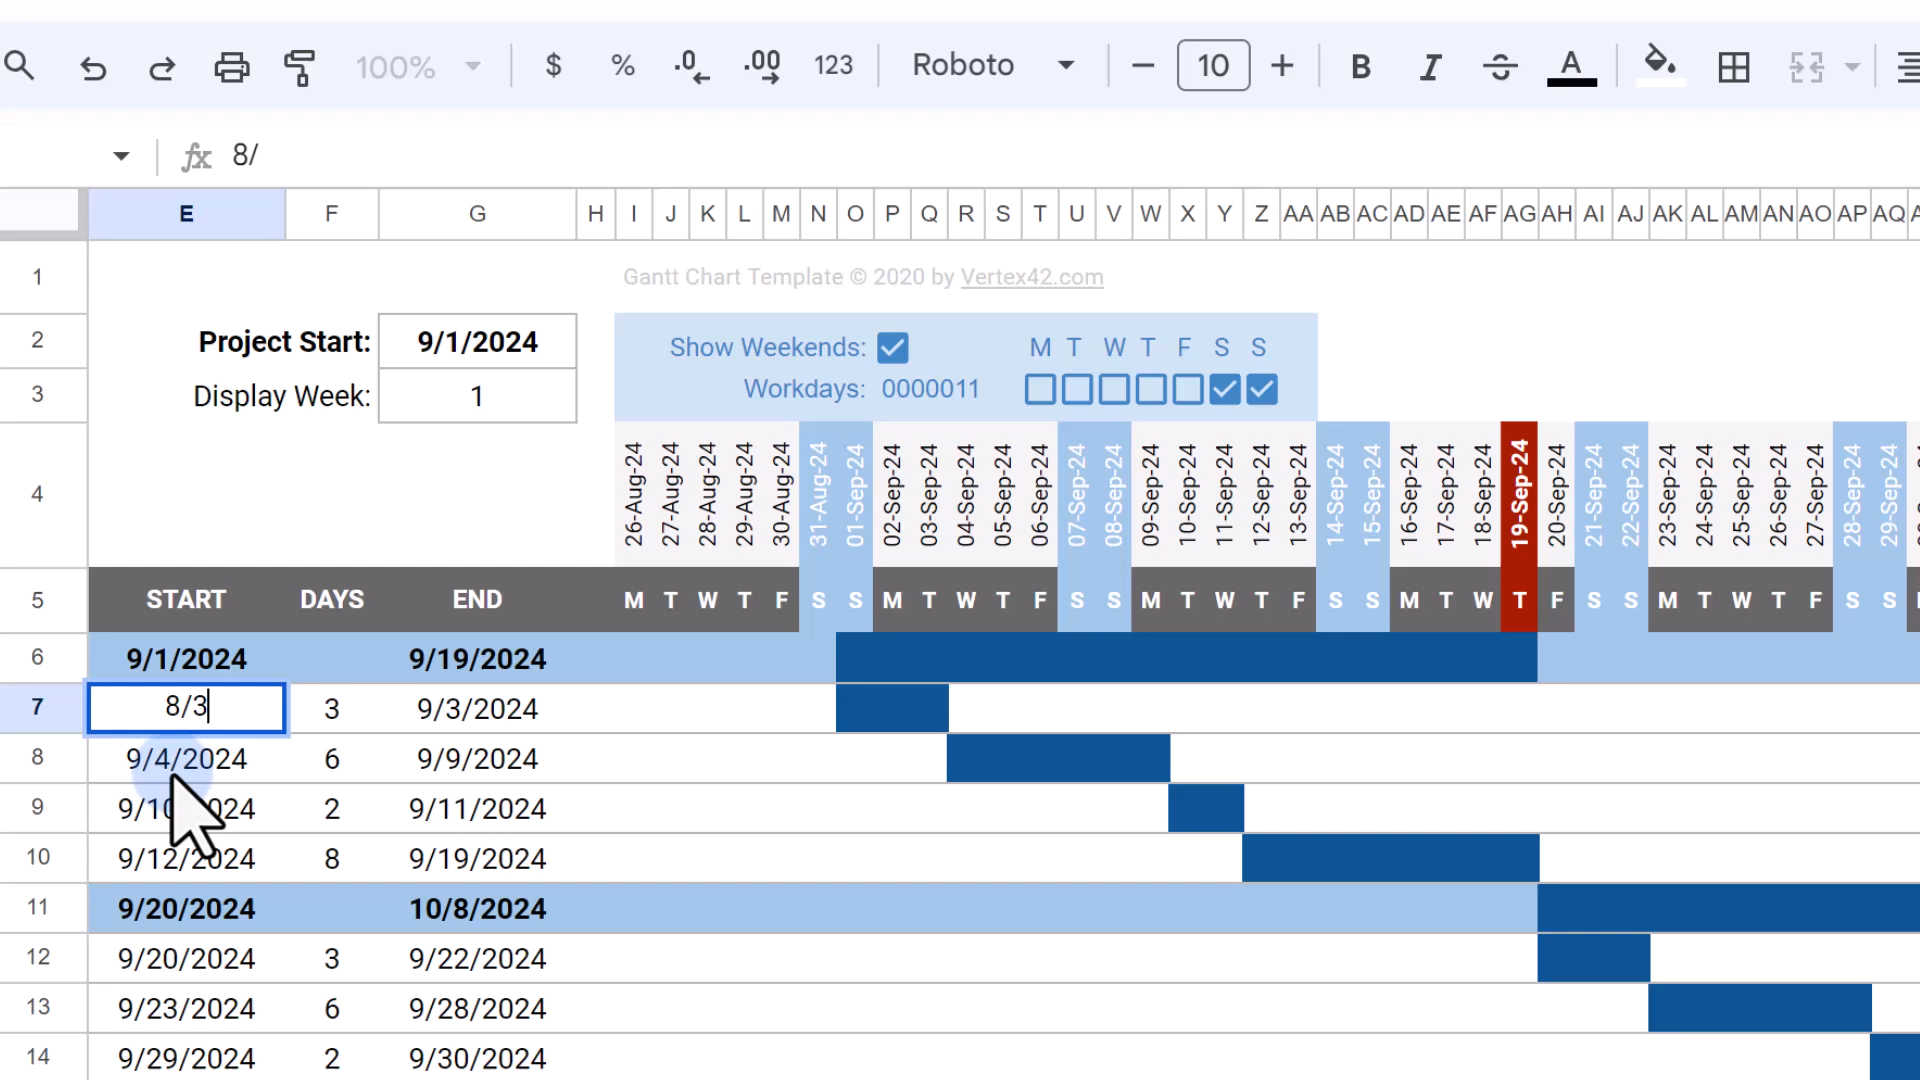 100% $ % .0 .00 123 Roboto 10 B I S A
fx 8/
E F G H I J K L M N O P Q R S T U V W X Y Z AA AB AC AD AE AF AG AH AI AJ AK AL AM AN AO AP AQ
1 Gantt Chart Template © 2020 by Vertex42.com
2 Project Start: 9/1/2024 Show Weekends: M T W T F S S
3 Display Week: 1 Workdays: 0000011
4 26-Aug-24 27-Aug-24 28-Aug-24 29-Aug-24 30-Aug-24 31-Aug-24 01-Sep-24 02-Sep-24 03-Sep-24 04-Sep-24 05-Sep-24 06-Sep-24 07-Sep-24 08-Sep-24 09-Sep-24 10-Sep-24 11-Sep-24 12-Sep-24 13-Sep-24 14-Sep-24 15-Sep-24 16-Sep-24 17-Sep-24 18-Sep-24 19-Sep-24 20-Sep-24 21-Sep-24 22-Sep-24 23-Sep-24 24-Sep-24 25-Sep-24 26-Sep-24 27-Sep-24 28-Sep-24 29-Sep-24
5 START DAYS END M T W T F S S M T W T F S S M T W T F S S M T W T F S S M T W T F S S
6 9/1/2024 9/19/2024
7 8/3 3 9/3/2024
8 9/4/2024 6 9/9/2024
9 9/10 024 2 9/11/2024
10 9/12/2024 8 9/19/2024
11 9/20/2024 10/8/2024
12 9/20/2024 3 9/22/2024
13 9/23/2024 6 9/28/2024
14 9/29/2024 2 9/30/2024